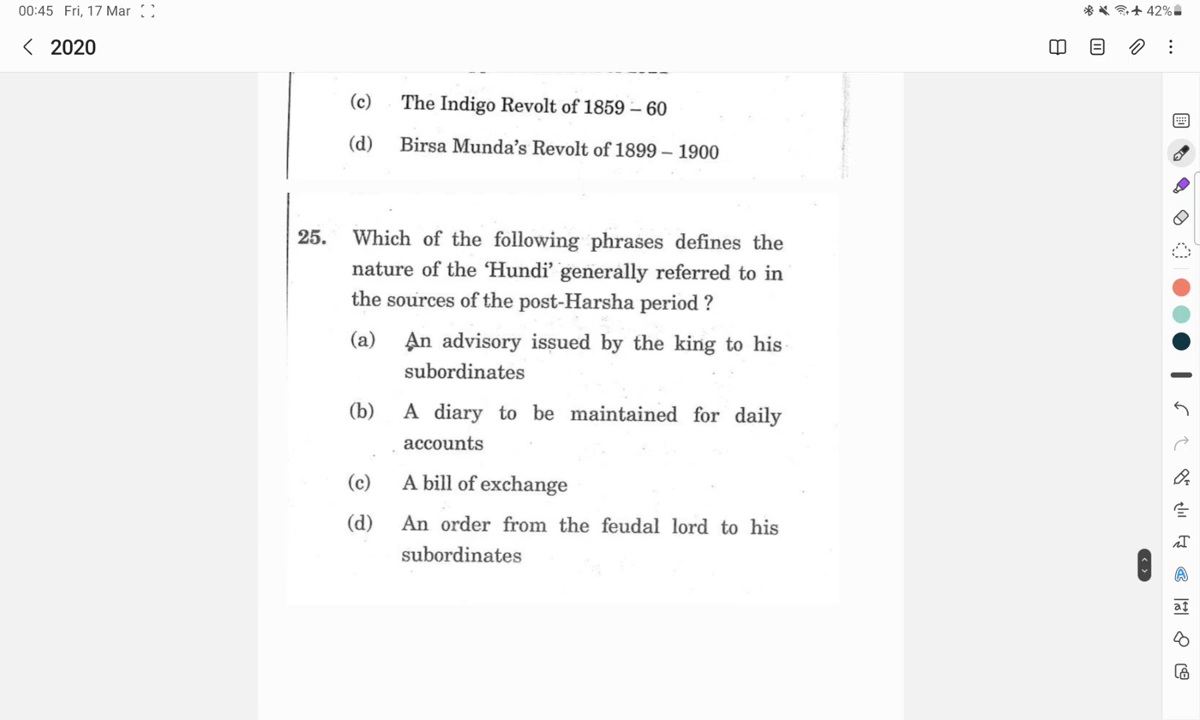 00:45 Fri, 17 Mar
42%
2020
(c) The Indigo Revolt of 1859 – 60
(d) Birsa Munda's Revolt of 1899 – 1900
25. Which of the following phrases defines the
nature of the 'Hundi' generally referred to in
the sources of the post-Harsha period ?
(a) An advisory issued by the king to his
subordinates
(b) A diary to be maintained for daily
accounts
(c) A bill of exchange
(d) An order from the feudal lord to his
subordinates